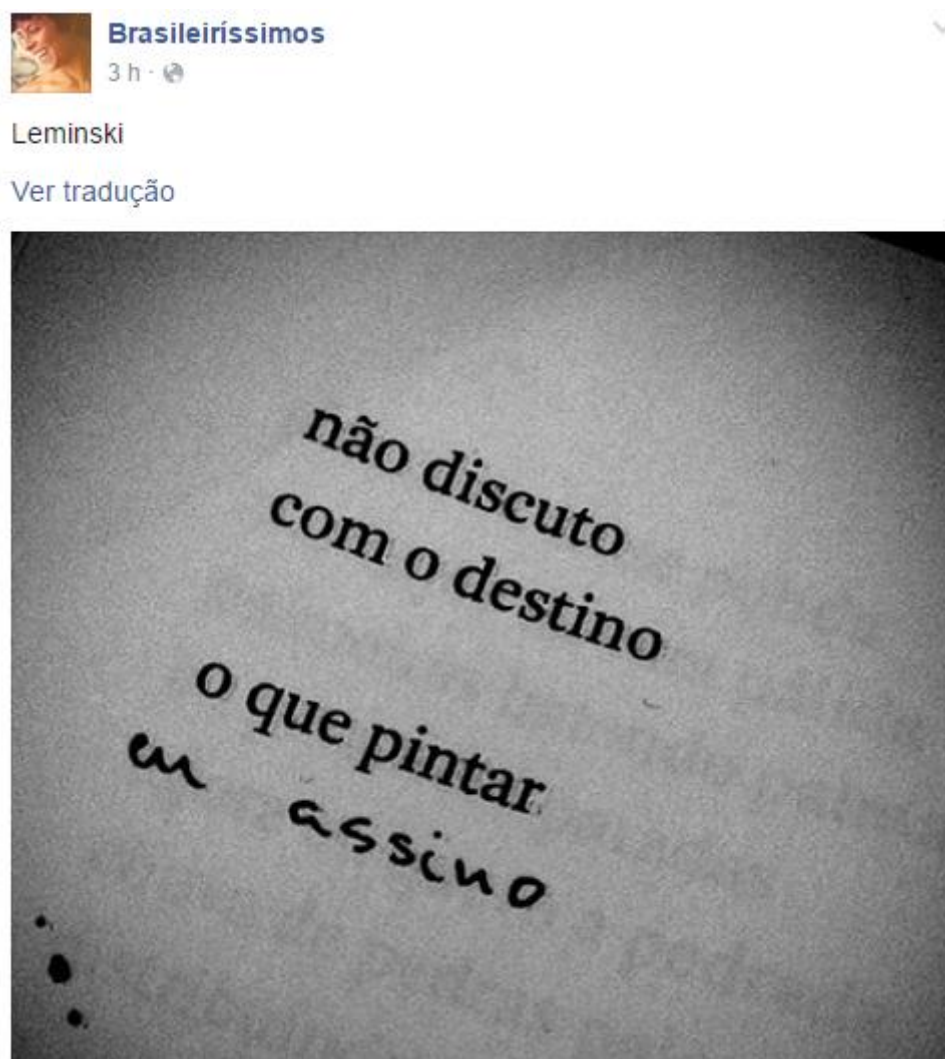 Brasileiríssimos
3 h ·
Leminski
Ver tradução
não discuto
com o destino
o que pintar
eu assino